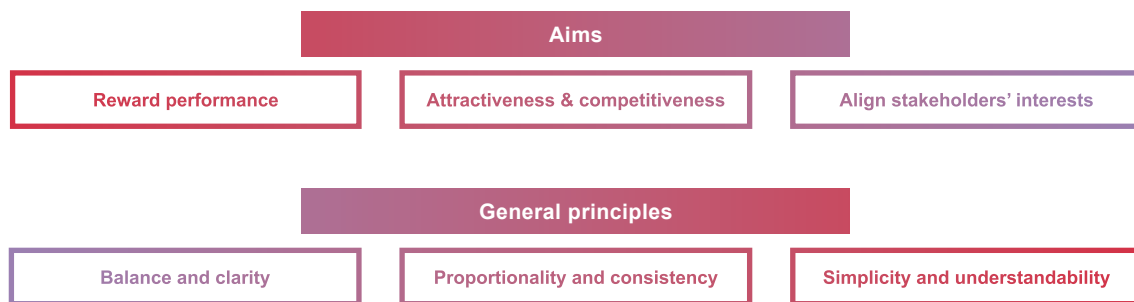 Aims
Reward performance
Attractiveness & competitiveness
Align stakeholders’ interests
General principles
Balance and clarity
Proportionality and consistency
Simplicity and understandability